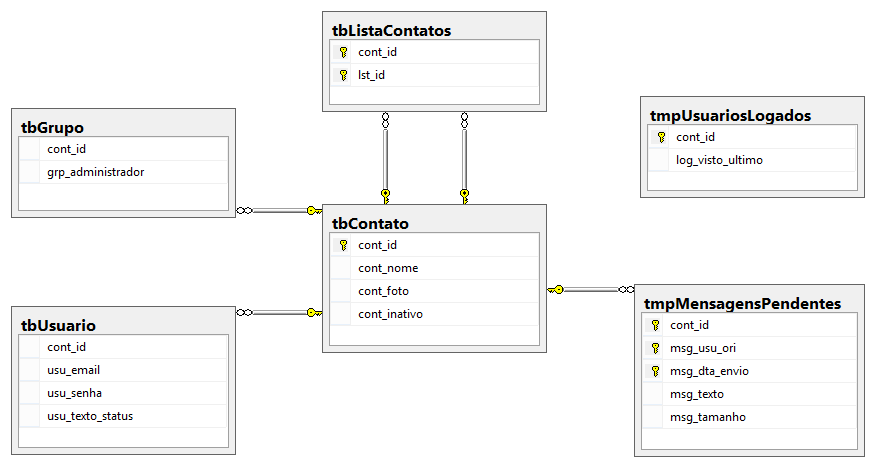 tbListaContatos
cont_id
lst_id
tbGrupo
cont_id
grp_administrador
tmpUsuariosLogados
cont_id
log_visto_ultimo
tbContato
cont_id
cont_nome
cont_foto
cont_inativo
tbUsuario
cont_id
usu_email
usu_senha
usu_texto_status
tmpMensagensPendentes
cont_id
msg_usu_ori
msg_dta_envio
msg_texto
msg_tamanho